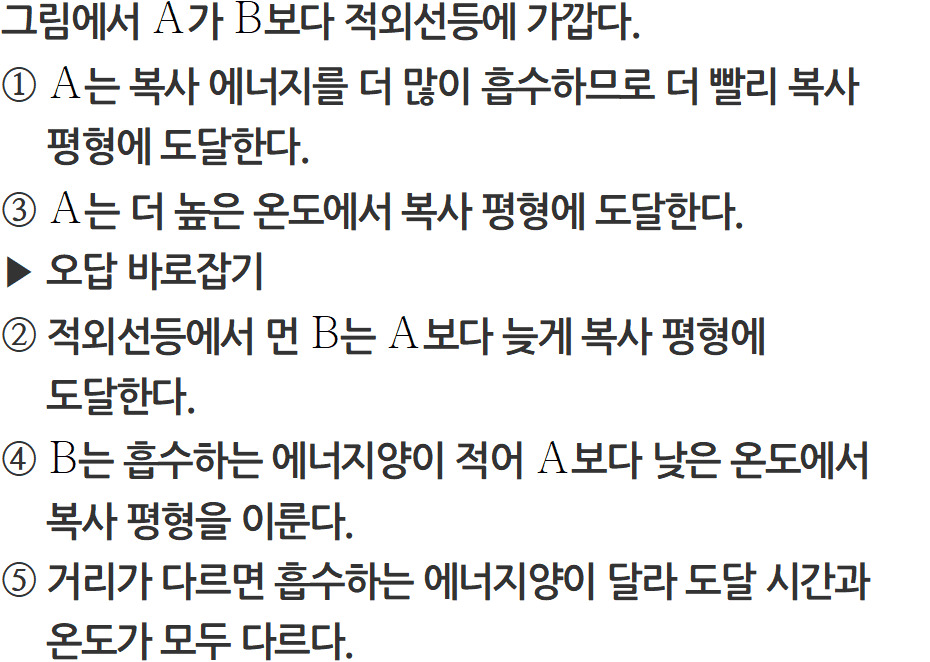 그림에서 A가 B보다 적외선등에 가깝다.
① A는 복사 에너지를 더 많이 흡수하므로 더 빨리 복사
평형에 도달한다.
③ A는 더 높은 온도에서 복사 평형에 도달한다.
▶ 오답 바로잡기
② 적외선등에서 먼 B는 A보다 늦게 복사 평형에
도달한다.
④ B는 흡수하는 에너지양이 적어 A보다 낮은 온도에서
복사 평형을 이룬다.
⑤ 거리가 다르면 흡수하는 에너지양이 달라 도달 시간과
온도가 모두 다르다.